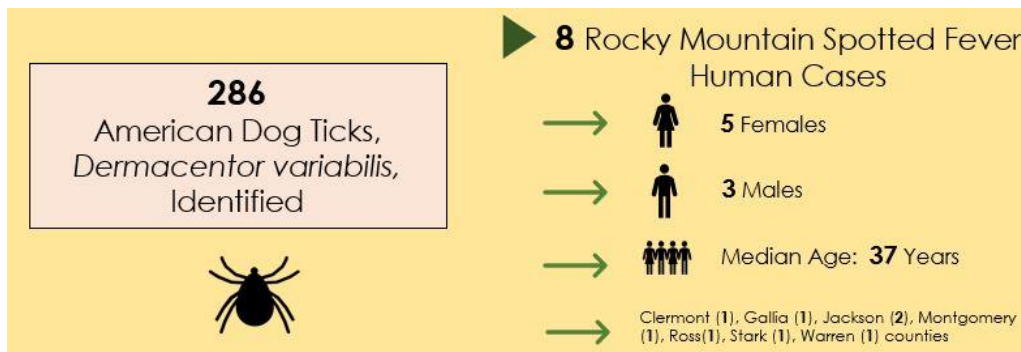 286
American Dog Ticks,
Dermacentor variabilis,
Identified
8 Rocky Mountain Spotted Fever
Human Cases
5 Females
3 Males
Median Age: 37 Years
Clermont (1), Gallia (1), Jackson (2), Montgomery
(1), Ross(1), Stark (1), Warren (1) counties